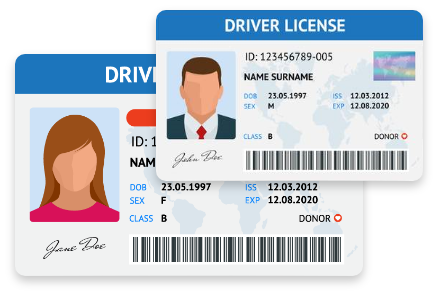 DRIVER LICENSE
ID: 123456789-005
NAME SURNAME
DOB 23.05.1997 ISS 12.03.2012
SEX M EXP 12.08.2020
CLASS B DONOR
John Doe
DRIV
ID: 1
NAM
DOB 23.05.1997 ISS 12.03.2012
SEX F EXP 12.08.2020
CLASS B DONOR
Jane Doe